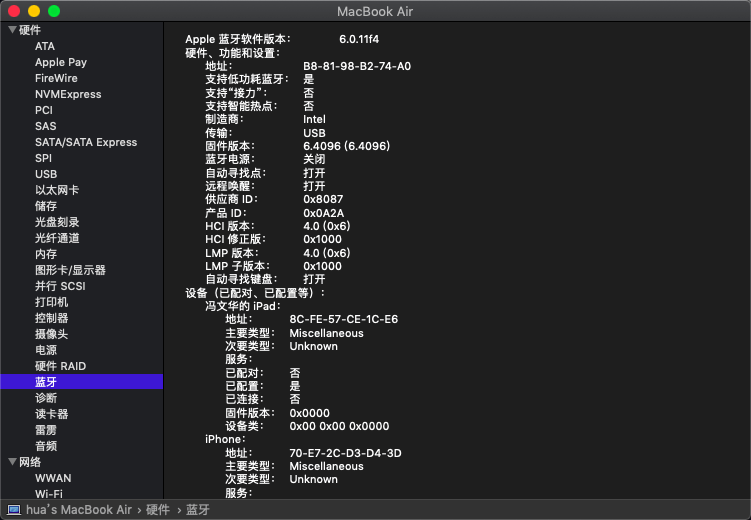 MacBook Air
硬件
ATA
Apple Pay
FireWire
NVMExpress
PCI
SAS
SATA/SATA Express
SPI
USB
以太网卡
储存
光盘刻录
光纤通道
内存
图形卡/显示器
并行 SCSI
打印机
控制器
摄像头
电源
硬件 RAID
蓝牙
诊断
读卡器
雷雳
音频
网络
WWAN
Wi-Fi
Apple 蓝牙软件版本: 6.0.11f4
硬件、功能和设置:
地址: B8-81-98-B2-74-A0
支持低功耗蓝牙: 是
支持“接力”: 否
支持智能热点: 否
制造商: Intel
传输: USB
固件版本: 6.4096 (6.4096)
蓝牙电源: 关闭
自动寻找点: 打开
远程唤醒: 打开
供应商 ID: 0x8087
产品 ID: 0x0A2A
HCI 版本: 4.0 (0x6)
HCI 修正版: 0x1000
LMP 版本: 4.0 (0x6)
LMP 子版本: 0x1000
自动寻找键盘: 打开
设备（已配对、已配置等）:
冯文华的 iPad:
地址: 8C-FE-57-CE-1C-E6
主要类型: Miscellaneous
次要类型: Unknown
服务:
已配对: 否
已配置: 是
已连接: 否
固件版本: 0x0000
设备类: 0x00 0x00 0x0000
iPhone:
地址: 70-E7-2C-D3-D4-3D
主要类型: Miscellaneous
次要类型: Unknown
服务:
hua's MacBook Air › 硬件 › 蓝牙